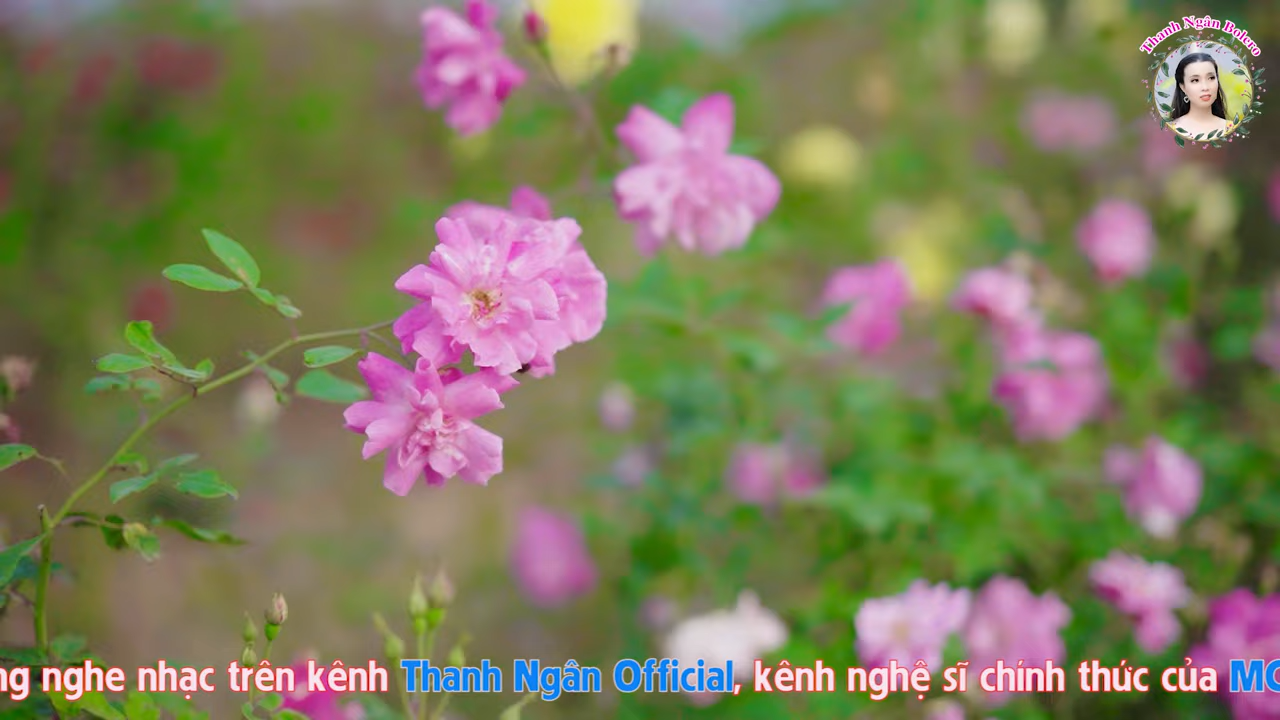 Thanh Ngân Bolero
ng nghe nhạc trên kênh Thanh Ngân Official, kênh nghệ sĩ chính thức của MC